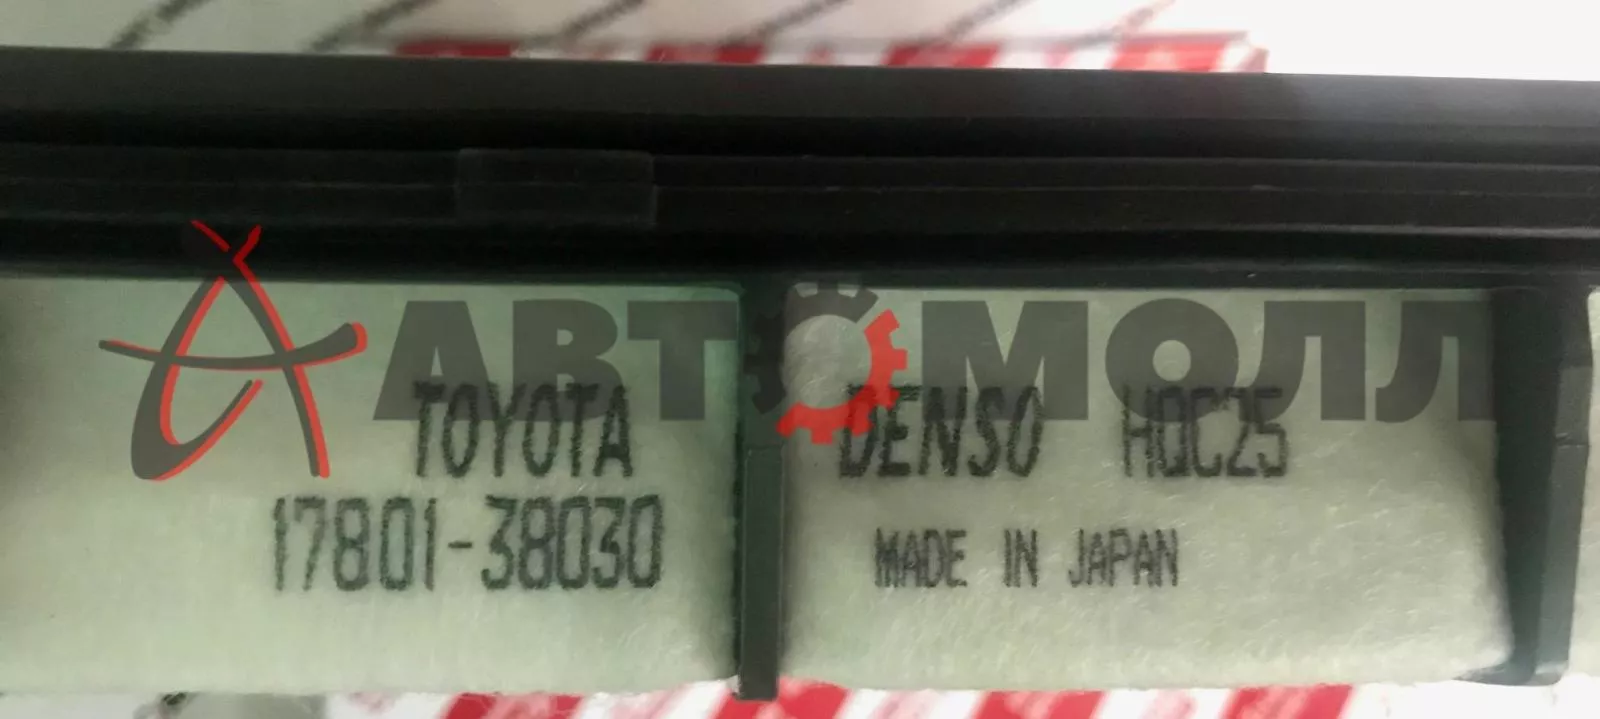 АВТОМОЛЛ
TOYOTA
17801-38030
DENSO HQC25
MADE IN JAPAN